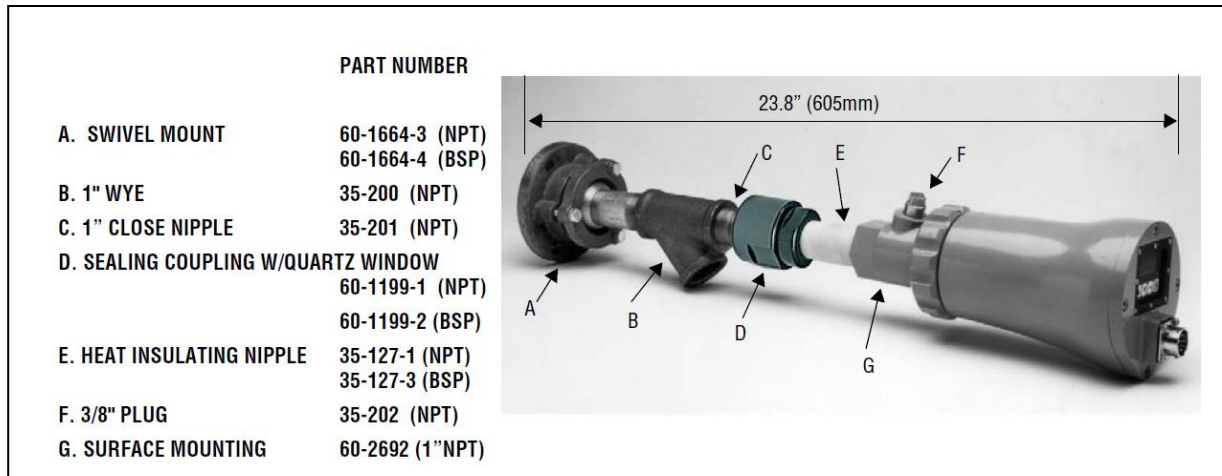 PART NUMBER
A. SWIVEL MOUNT 60-1664-3 (NPT)
60-1664-4 (BSP)
B. 1" WYE 35-200 (NPT)
C. 1” CLOSE NIPPLE 35-201 (NPT)
D. SEALING COUPLING W/QUARTZ WINDOW
60-1199-1 (NPT)
60-1199-2 (BSP)
E. HEAT INSULATING NIPPLE 35-127-1 (NPT)
35-127-3 (BSP)
F. 3/8" PLUG 35-202 (NPT)
G. SURFACE MOUNTING 60-2692 (1”NPT)
23.8” (605mm)
C
E
F
A
B
D
G